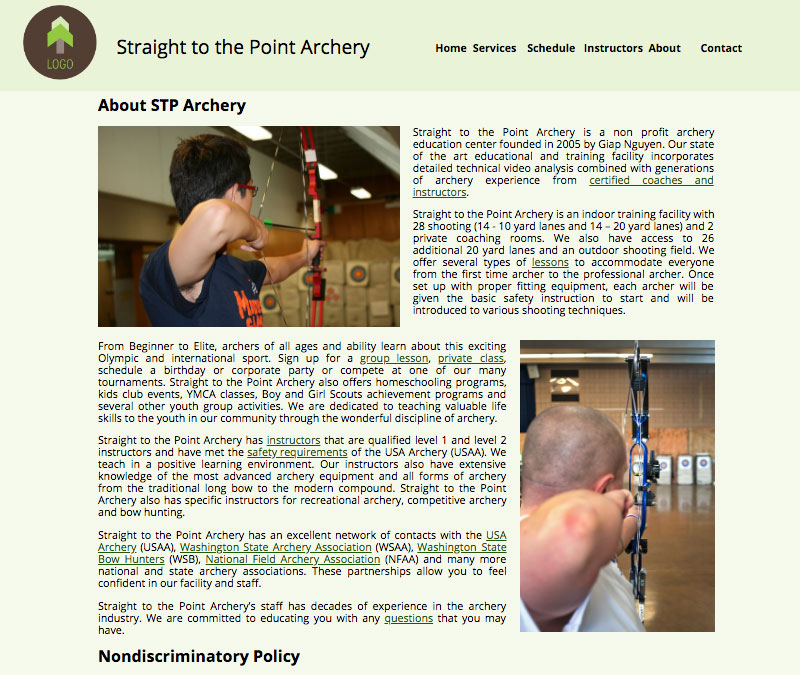 LOGO
Straight to the Point Archery
Home Services Schedule Instructors About Contact
About STP Archery
Straight to the Point Archery is a non profit archery
education center founded in 2005 by Giap Nguyen. Our state
of the art educational and training facility incorporates
detailed technical video analysis combined with generations
of archery experience from certified coaches and
instructors.
Straight to the Point Archery is an indoor training facility with
28 shooting (14 - 10 yard lanes and 14 – 20 yard lanes) and 2
private coaching rooms. We also have access to 26
additional 20 yard lanes and an outdoor shooting field. We
offer several types of lessons to accommodate everyone
from the first time archer to the professional archer. Once
set up with proper fitting equipment, each archer will be
given the basic safety instruction to start and will be
introduced to various shooting techniques.
From Beginner to Elite, archers of all ages and ability learn about this exciting
Olympic and international sport. Sign up for a group lesson, private class,
schedule a birthday or corporate party or compete at one of our many
tournaments. Straight to the Point Archery also offers homeschooling programs,
kids club events, YMCA classes, Boy and Girl Scouts achievement programs and
several other youth group activities. We are dedicated to teaching valuable life
skills to the youth in our community through the wonderful discipline of archery.
Straight to the Point Archery has instructors that are qualified level 1 and level 2
instructors and have met the safety requirements of the USA Archery (USAA). We
teach in a positive learning environment. Our instructors also have extensive
knowledge of the most advanced archery equipment and all forms of archery
from the traditional long bow to the modern compound. Straight to the Point
Archery also has specific instructors for recreational archery, competitive archery
and bow hunting.
Straight to the Point Archery has an excellent network of contacts with the USA
Archery (USAA), Washington State Archery Association (WSAA), Washington State
Bow Hunters (WSB), National Field Archery Association (NFAA) and many more
national and state archery associations. These partnerships allow you to feel
confident in our facility and staff.
Straight to the Point Archery's staff has decades of experience in the archery
industry. We are committed to educating you with any questions that you may
have.
Nondiscriminatory Policy